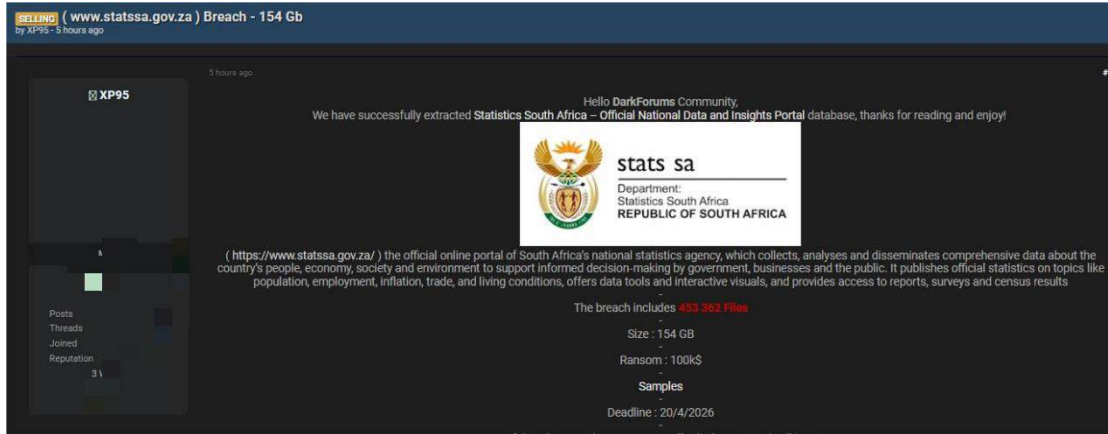 SELLING ( www.statssa.gov.za ) Breach - 154 Gb
by XP95 - 5 hours ago
5 hours ago
#
XP95
Hello DarkForums Community,
We have successfully extracted Statistics South Africa – Official National Data and Insights Portal database, thanks for reading and enjoy!
stats sa
Department:
Statistics South Africa
REPUBLIC OF SOUTH AFRICA
( https://www.statssa.gov.za/ ) the official online portal of South Africa's national statistics agency, which collects, analyses and disseminates comprehensive data about the
country's people, economy, society and environment to support informed decision-making by government, businesses and the public. It publishes official statistics on topics like
population, employment, inflation, trade, and living conditions, offers data tools and interactive visuals, and provides access to reports, surveys and census results
-
The breach includes 453 362 Files
-
Size : 154 GB
-
Ransom : 100k$
-
Samples
-
Deadline : 20/4/2026
-
Posts
Threads
Joined
Reputation
3